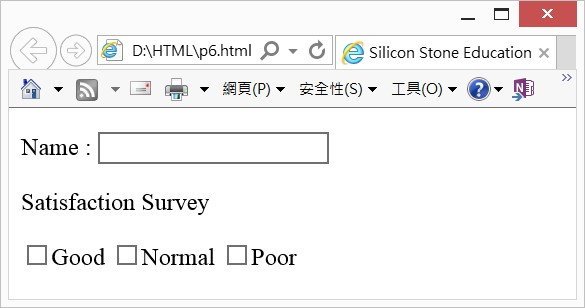 D:\HTML\p6.html
Silicon Stone Education
網頁(P) 安全性(S) 工具(O)
Name :
Satisfaction Survey
Good Normal Poor